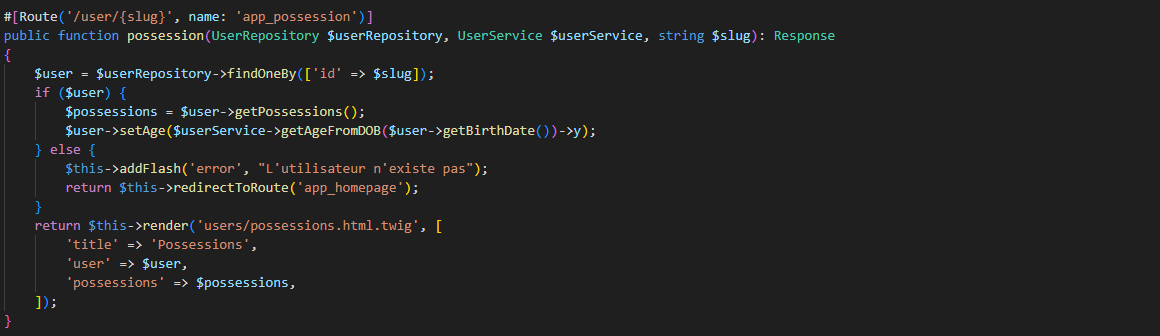 #[Route('/user/{slug}', name: 'app_possession')]
public function possession(UserRepository $userRepository, UserService $userService, string $slug): Response
{
    $user = $userRepository->findOneBy(['id' => $slug]);
    if ($user) {
        $possessions = $user->getPossessions();
        $user->setAge($userService->getAgeFromDOB($user->getBirthDate())->y);
    } else {
        $this->addFlash('error', "L'utilisateur n'existe pas");
        return $this->redirectToRoute('app_homepage');
    }
    return $this->render('users/possessions.html.twig', [
        'title' => 'Possessions',
        'user' => $user,
        'possessions' => $possessions,
    ]);
}